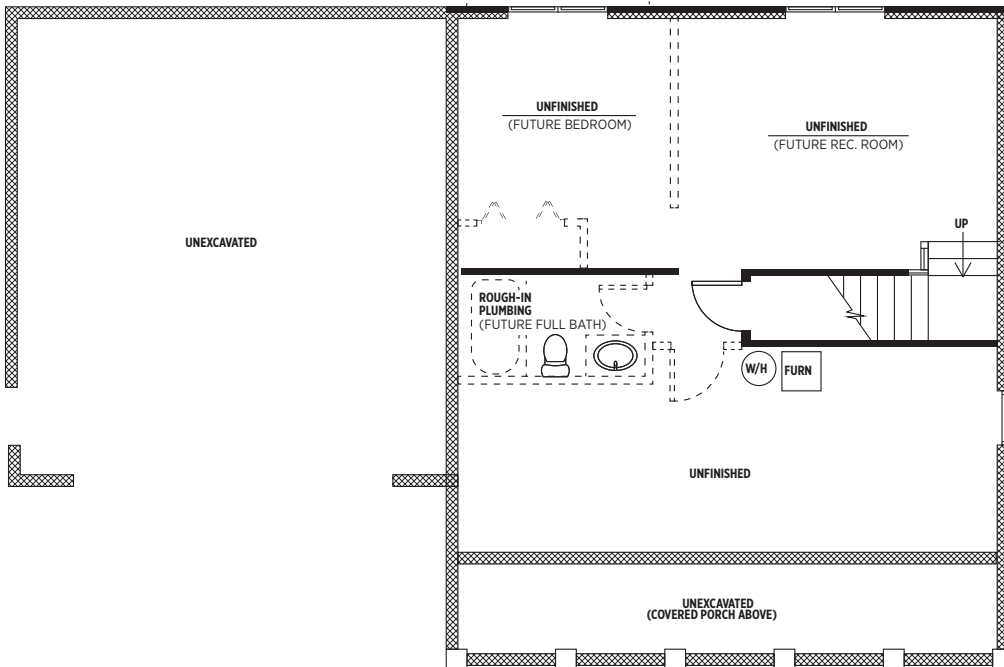 UNFINISHED
(FUTURE BEDROOM)
UNFINISHED
(FUTURE REC. ROOM)
UNEXCAVATED
UP
ROUGH-IN
PLUMBING
(FUTURE FULL BATH)
W/H
FURN
UNFINISHED
UNEXCAVATED
(COVERED PORCH ABOVE)